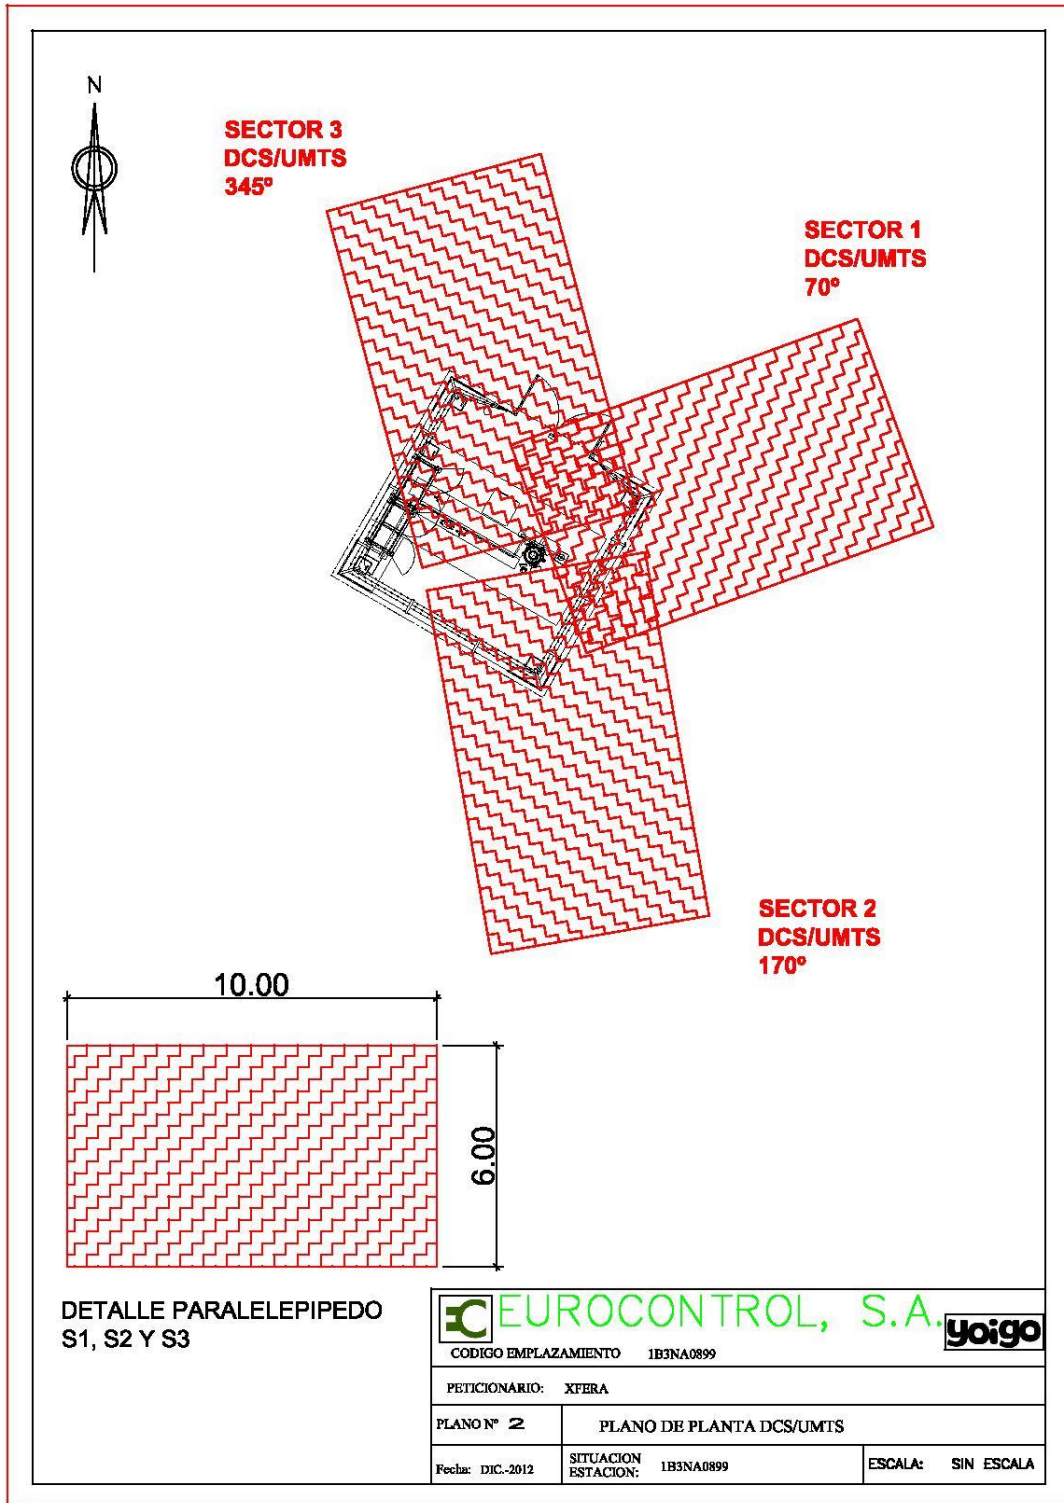 N
SECTOR 3
DCS/UMTS
345º
SECTOR 1
DCS/UMTS
70º
SECTOR 2
DCS/UMTS
170º
10.00
6.00
DETALLE PARALELEPIPEDO
S1, S2 Y S3
EUROCONTROL, S.A.
yoigo
CODIGO EMPLAZAMIENTO 1B3NA0899
PETICIONARIO: XFERA
PLANO Nº 2 PLANO DE PLANTA DCS/UMTS
Fecha: DIC.-2012
SITUACION
ESTACION: 1B3NA0899
ESCALA: SIN ESCALA